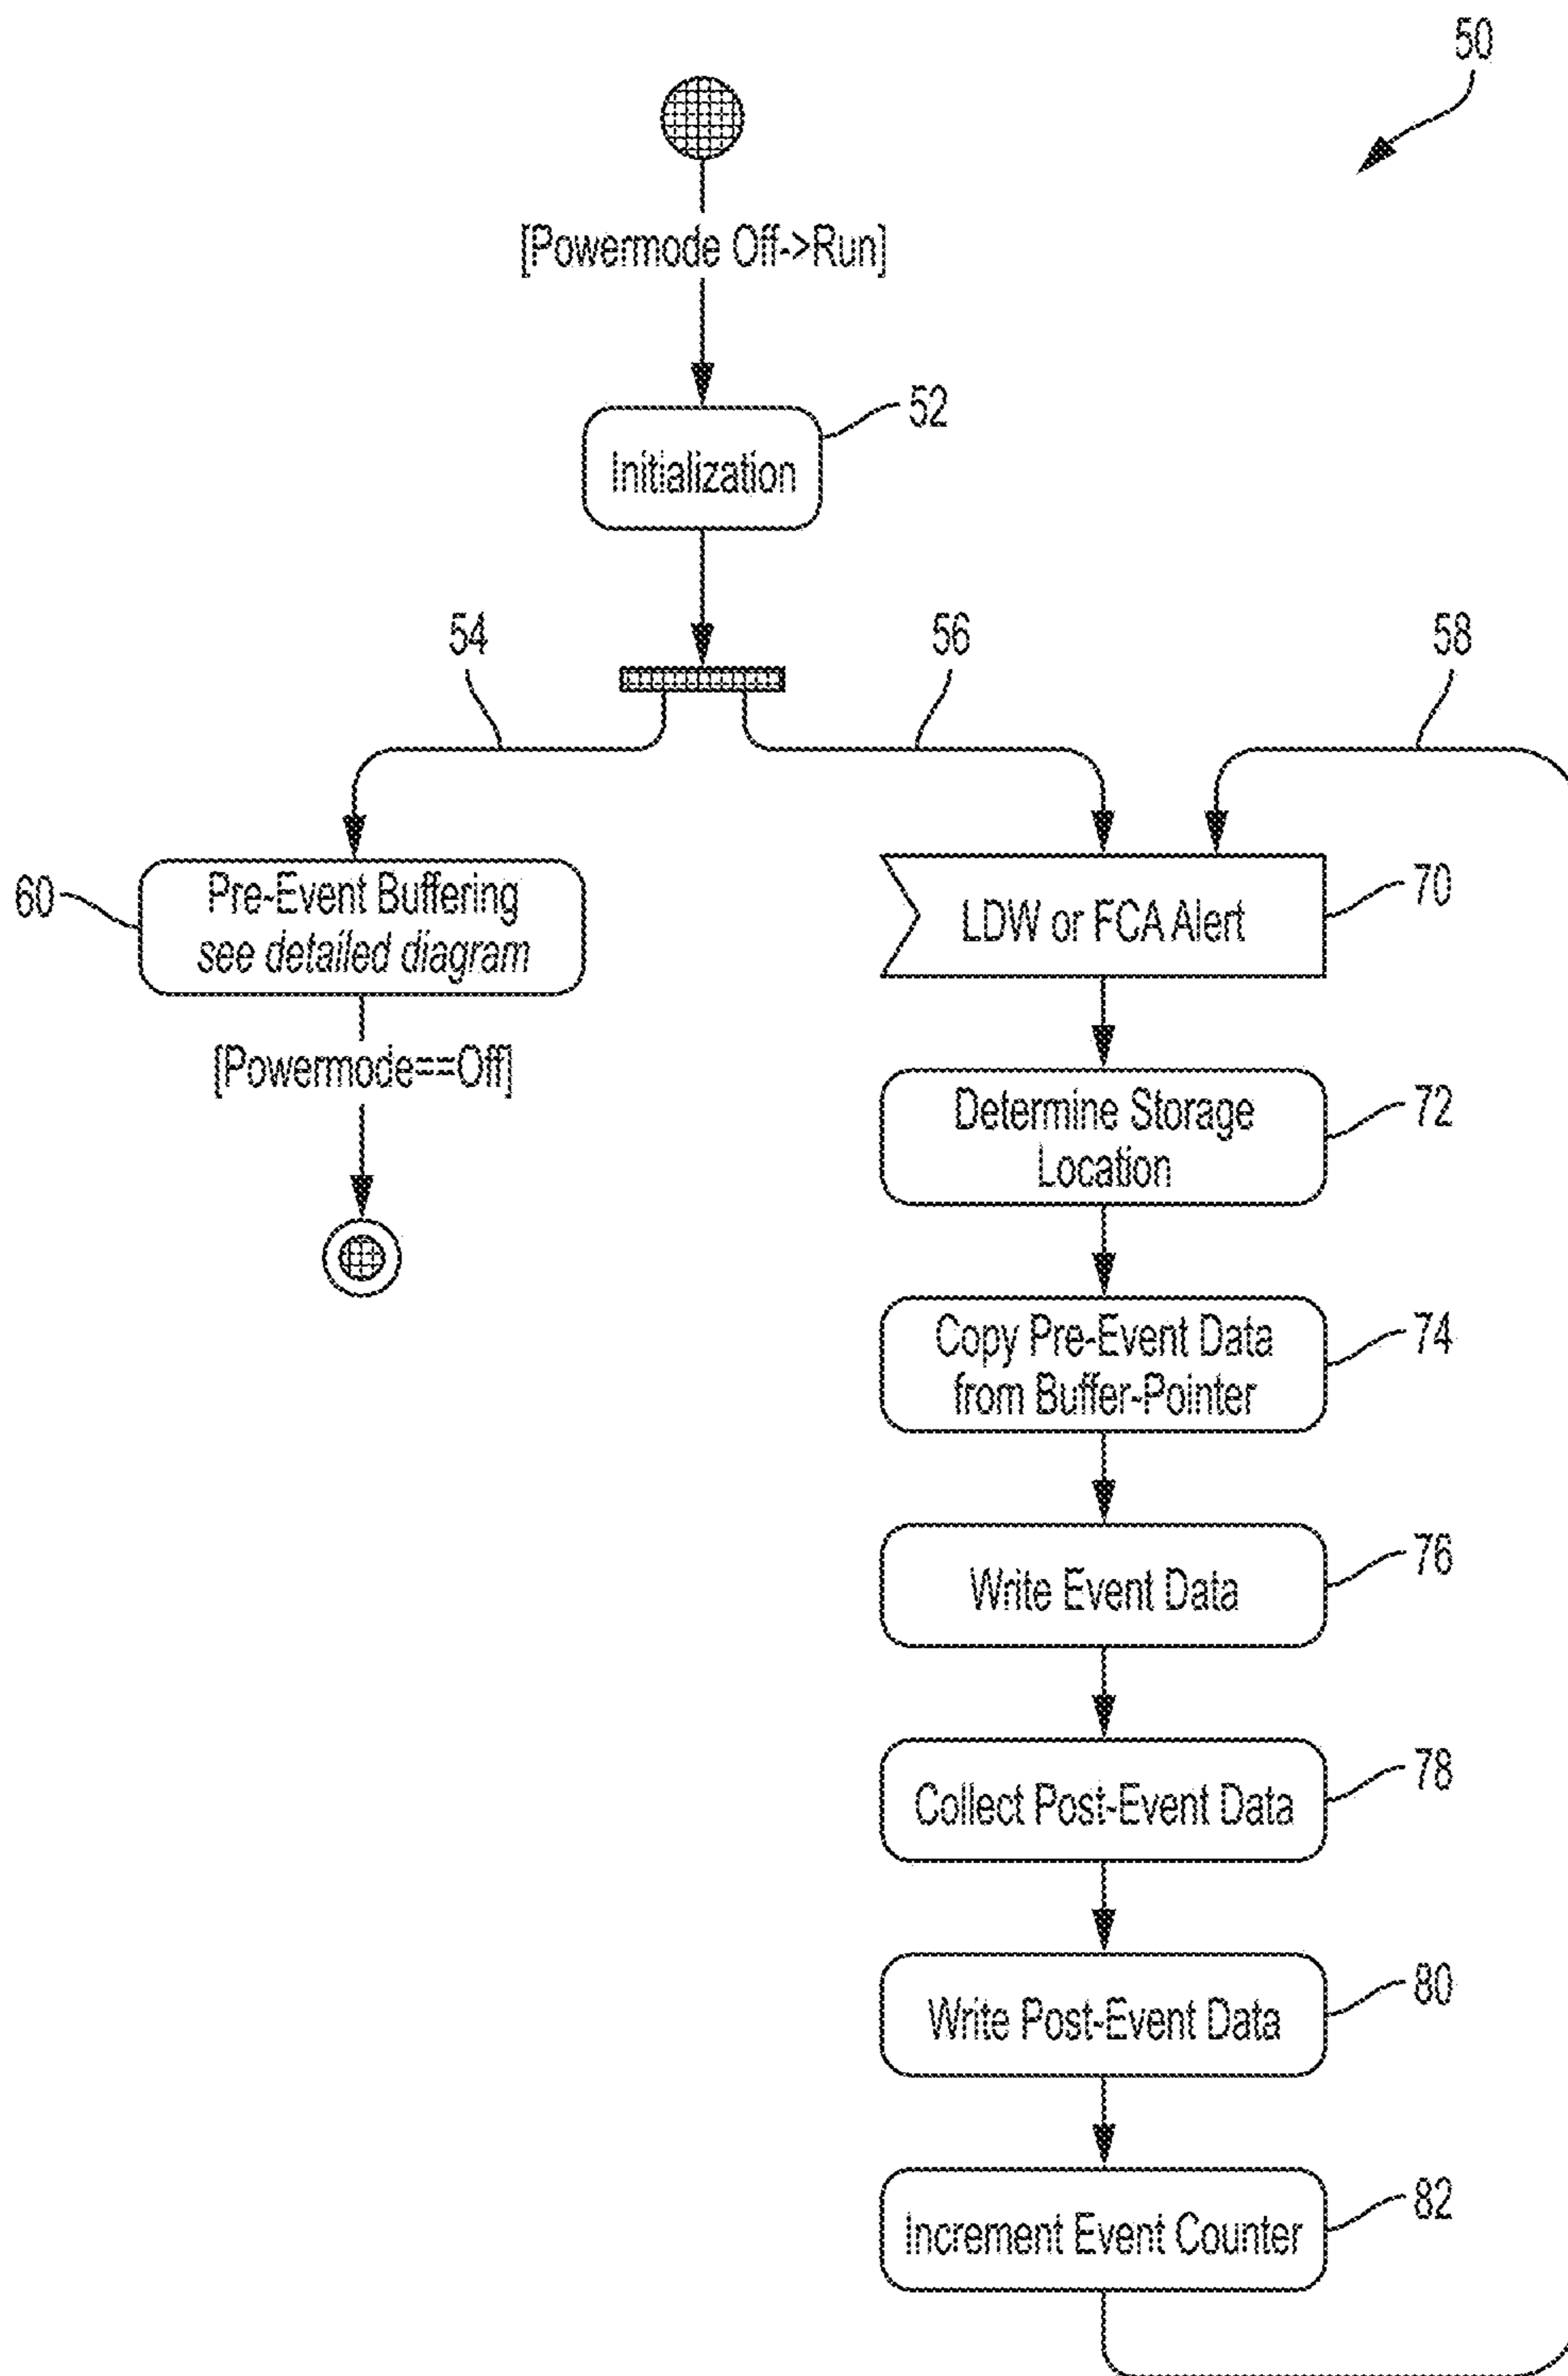 50
[Powermode Off->Run]
52
Initialization
54
56
58
60
Pre-Event Buffering
see detailed diagram
[Powermode==Off]
LDW or FCA Alert
70
Determine Storage
Location
72
Copy Pre-Event Data
from Buffer-Pointer
74
Write Event Data
76
Collect Post-Event Data
78
Write Post-Event Data
80
Increment Event Counter
82